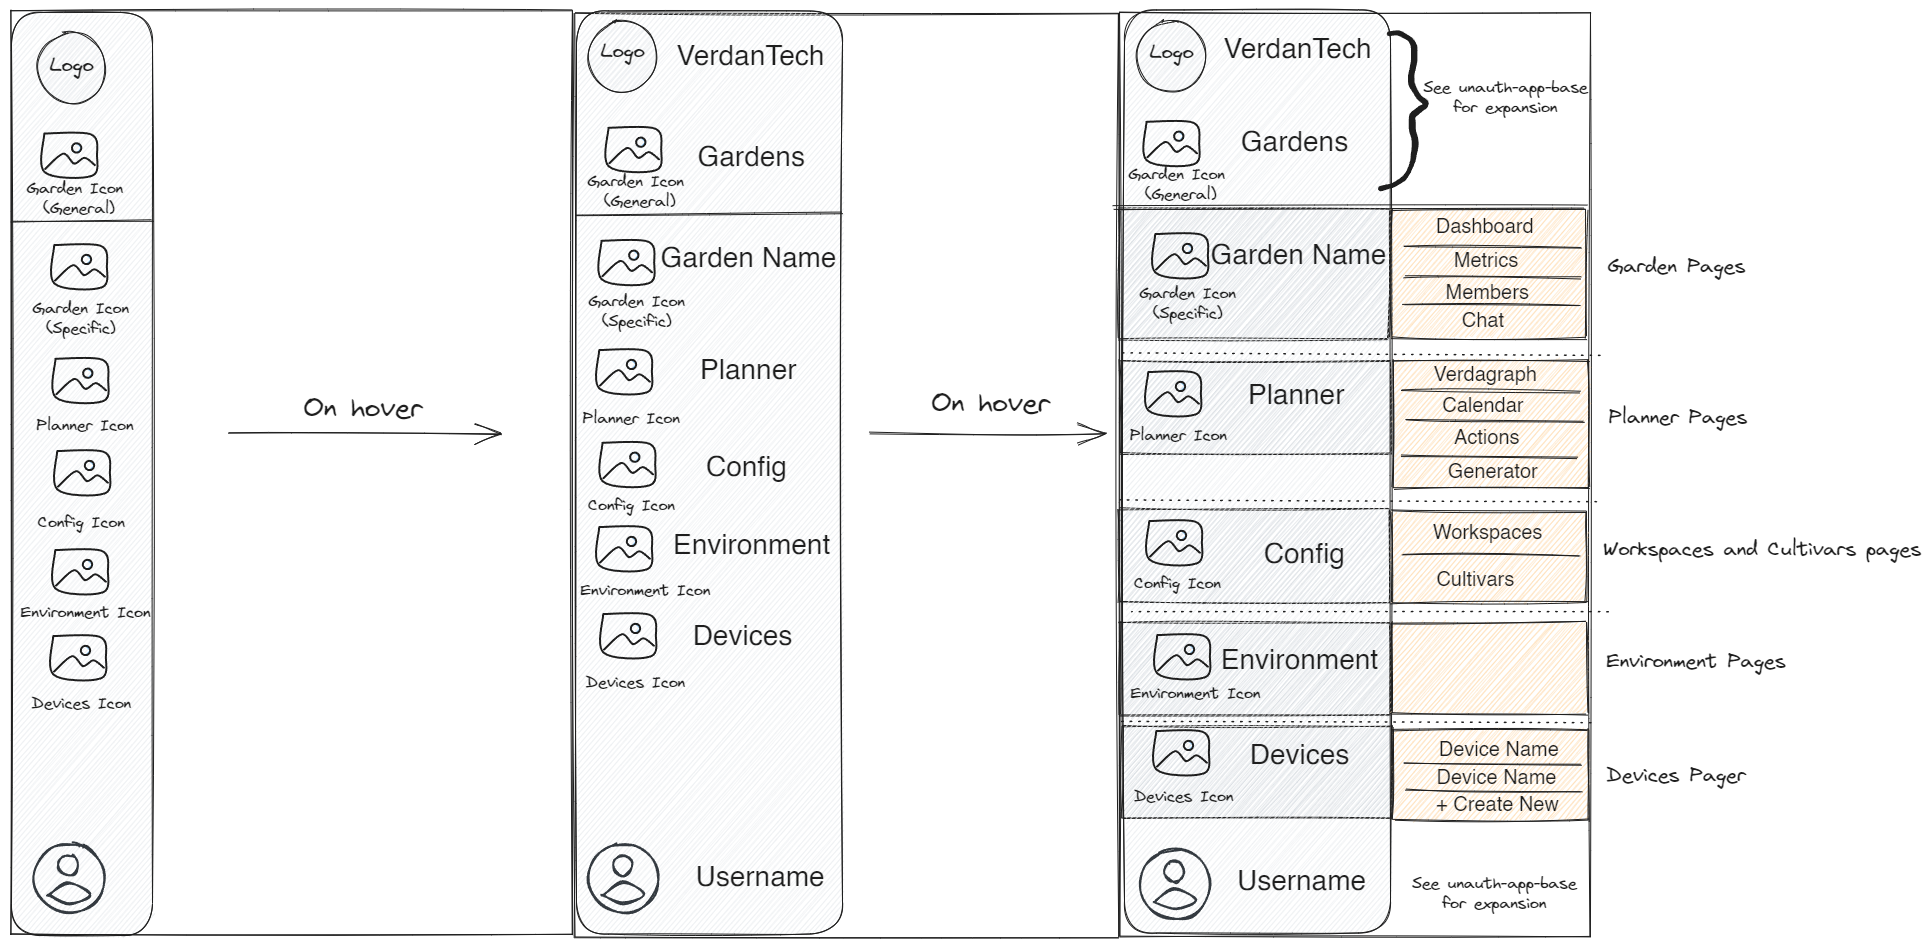 Logo
Garden Icon
(General)
Garden Icon
(Specific)
Planner Icon
Config Icon
Environment Icon
Devices Icon
On hover
Logo
VerdanTech
Gardens
Garden Icon
(General)
Garden Name
Garden Icon
(Specific)
Planner
Planner Icon
Config
Config Icon
Environment
Environment Icon
Devices
Devices Icon
Username
On hover
Logo
VerdanTech
See unauth-app-base
for expansion
Gardens
Garden Icon
(General)
Garden Name
Garden Icon
(Specific)
Dashboard
Metrics
Members
Chat
Garden Pages
Planner
Planner Icon
Verdagraph
Calendar
Actions
Generator
Planner Pages
Config
Config Icon
Workspaces
Cultivars
Workspaces and Cultivars pages
Environment
Environment Icon
Environment Pages
Devices
Devices Icon
Device Name
Device Name
+ Create New
Devices Pager
Username
See unauth-app-base
for expansion